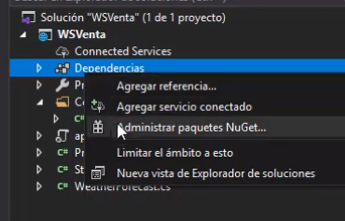 Solución "WSVenta" (1 de 1 proyecto)
WSVenta
Connected Services
Dependencias
Agregar referencia...
Agregar servicio conectado
Administrar paquetes NuGet...
Limitar el ámbito a esto
Nueva vista de Explorador de soluciones
WeatherForecast.cs